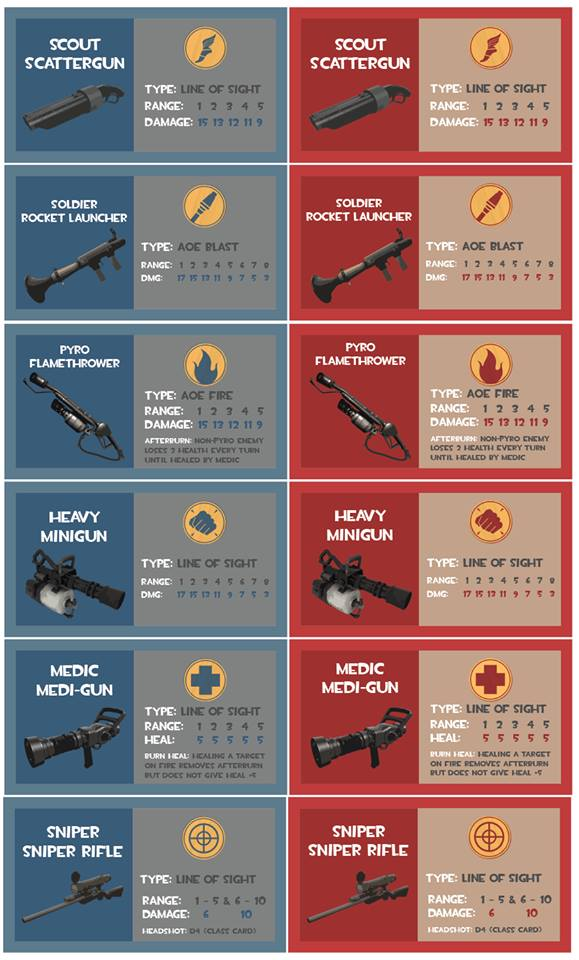 SCOUT
SCATTERGUN
TYPE: LINE OF SIGHT
RANGE: 1 2 3 4 5
DAMAGE: 15 13 12 11 9
SCOUT
SCATTERGUN
TYPE: LINE OF SIGHT
RANGE: 1 2 3 4 5
DAMAGE: 15 13 12 11 9
SOLDIER
ROCKET LAUNCHER
TYPE: AOE BLAST
RANGE: 1 2 3 4 5 6 7 8
DMG: 17 15 13 11 9 7 5 3
SOLDIER
ROCKET LAUNCHER
TYPE: AOE BLAST
RANGE: 1 2 3 4 5 6 7 8
DMG: 17 15 13 11 9 7 5 3
PYRO
FLAMETHROWER
TYPE: AOE FIRE
RANGE: 1 2 3 4 5
DAMAGE: 15 13 12 11 9
AFTERBURN: NON-PYRO ENEMY
LOSES 2 HEALTH EVERY TURN
UNTIL HEALED BY MEDIC
PYRO
FLAMETHROWER
TYPE: AOE FIRE
RANGE: 1 2 3 4 5
DAMAGE: 15 13 12 11 9
AFTERBURN: NON-PYRO ENEMY
LOSES 2 HEALTH EVERY TURN
UNTIL HEALED BY MEDIC
HEAVY
MINIGUN
TYPE: LINE OF SIGHT
RANGE: 1 2 3 4 5 6 7 8
DMG: 17 15 13 11 9 7 5 3
HEAVY
MINIGUN
TYPE: LINE OF SIGHT
RANGE: 1 2 3 4 5 6 7 8
DMG: 17 15 13 11 9 7 5 3
MEDIC
MEDI-GUN
TYPE: LINE OF SIGHT
RANGE: 1 2 3 4 5
HEAL: 5 5 5 5 5
BURN HEAL: HEALING A TARGET
ON FIRE REMOVES AFTERBURN
BUT DOES NOT GIVE HEAL +5
MEDIC
MEDI-GUN
TYPE: LINE OF SIGHT
RANGE: 1 2 3 4 5
HEAL: 5 5 5 5 5
BURN HEAL: HEALING A TARGET
ON FIRE REMOVES AFTERBURN
BUT DOES NOT GIVE HEAL +5
SNIPER
SNIPER RIFLE
TYPE: LINE OF SIGHT
RANGE: 1 - 5 & 6 - 10
DAMAGE: 6 10
HEADSHOT: D4 (CLASS CARD)
SNIPER
SNIPER RIFLE
TYPE: LINE OF SIGHT
RANGE: 1 - 5 & 6 - 10
DAMAGE: 6 10
HEADSHOT: D4 (CLASS CARD)